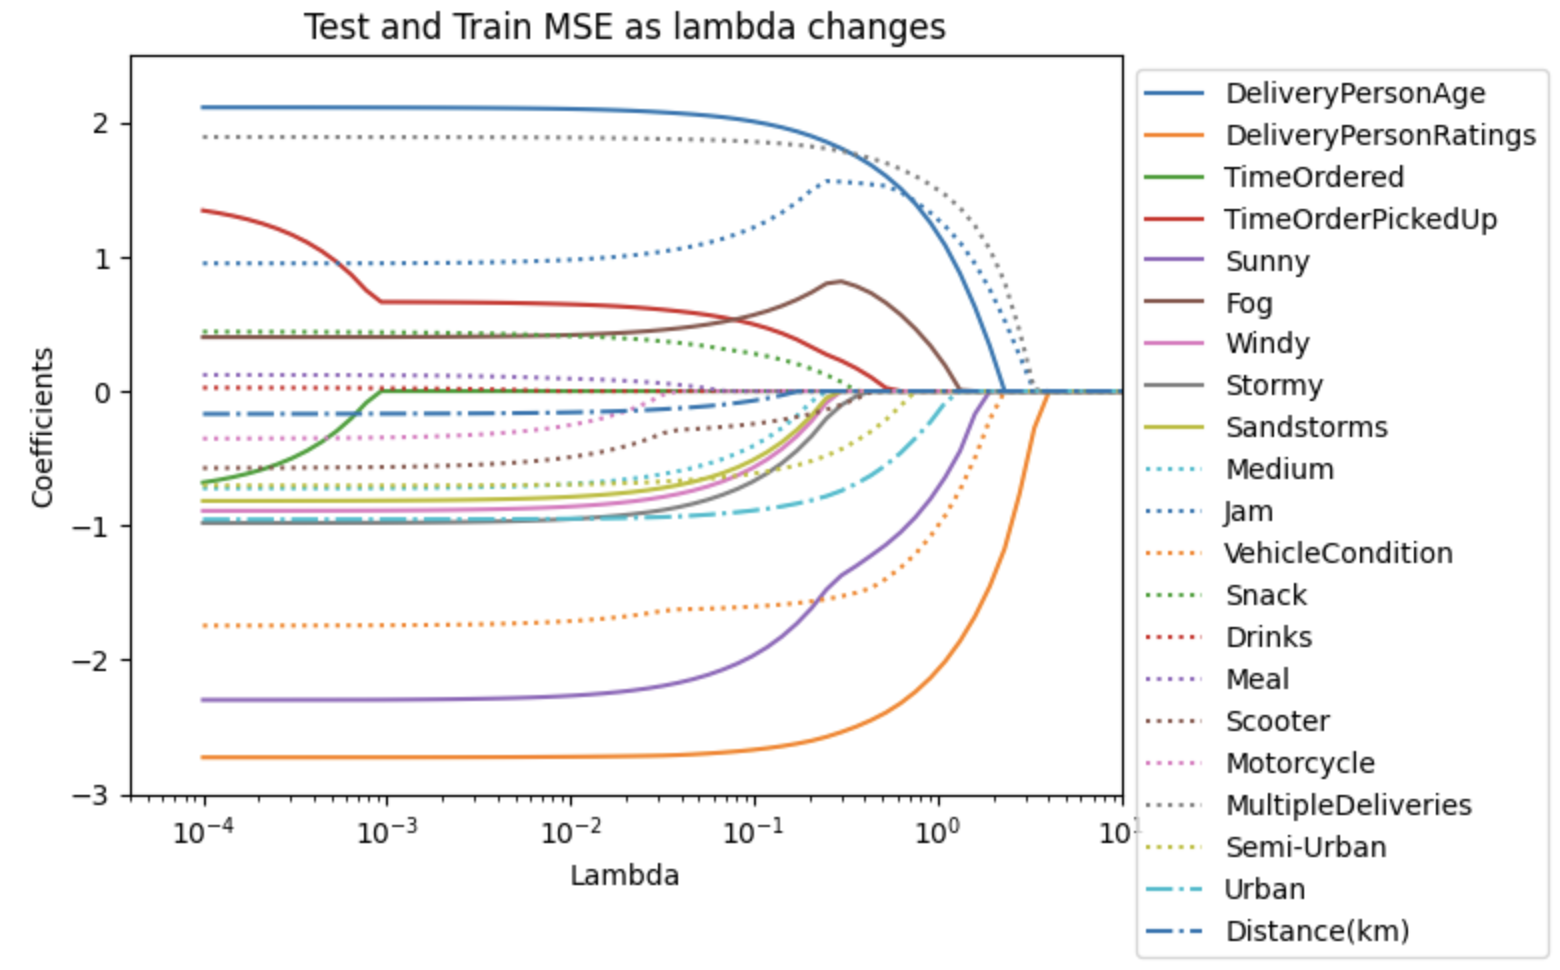 Test and Train MSE as lambda changes
Coefficients
2
1
0
−1
−2
−3
10⁻⁴
10⁻³
10⁻²
10⁻¹
10⁰
10¹
Lambda
DeliveryPersonAge
DeliveryPersonRatings
TimeOrdered
TimeOrderPickedUp
Sunny
Fog
Windy
Stormy
Sandstorms
Medium
Jam
VehicleCondition
Snack
Drinks
Meal
Scooter
Motorcycle
MultipleDeliveries
Semi-Urban
Urban
Distance(km)